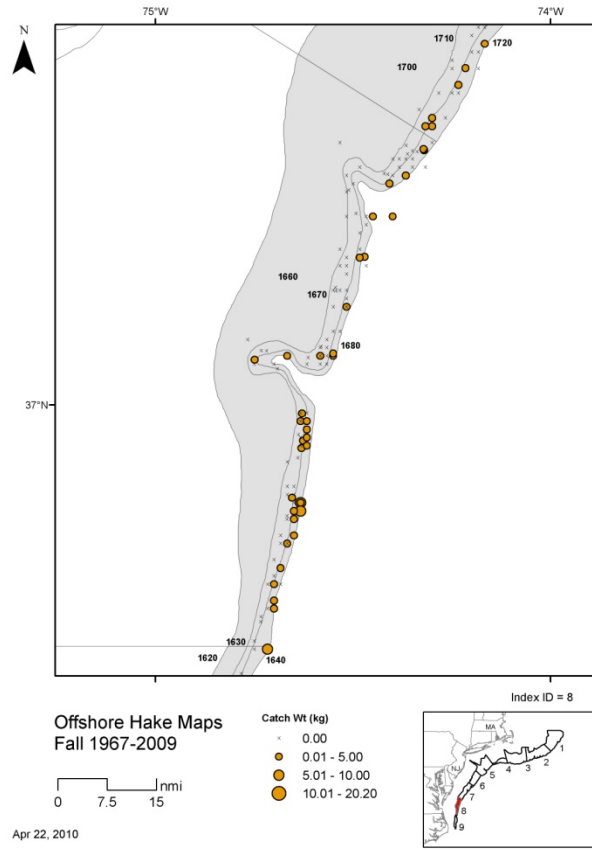 75°W
74°W
N
1710
1720
1700
1660
1670
1680
37°N
1630
1620
1640
Index ID = 8
Offshore Hake Maps
Fall 1967-2009
Catch Wt (kg)
0.00
0.01 - 5.00
5.01 - 10.00
10.01 - 20.20
nmi
0 7.5 15
MA
NJ
1
2
3
4
5
6
7
8
9
Apr 22, 2010